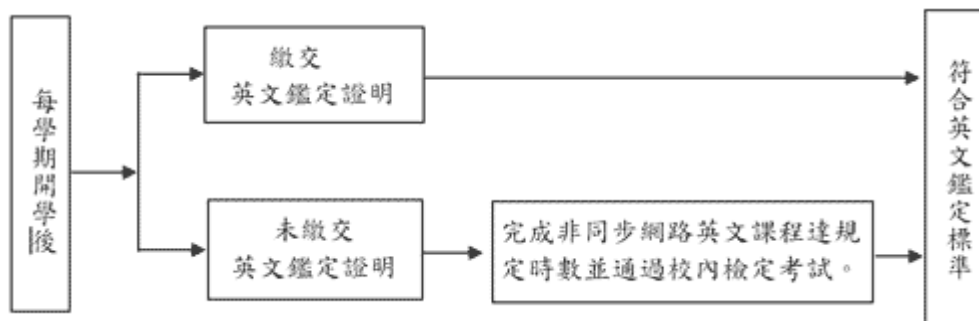 每學期開學後
繳交
英文鑑定證明
未繳交
英文鑑定證明
完成非同步網路英文課程達規
定時數並通過校內檢定考試。
符合英文鑑定標準